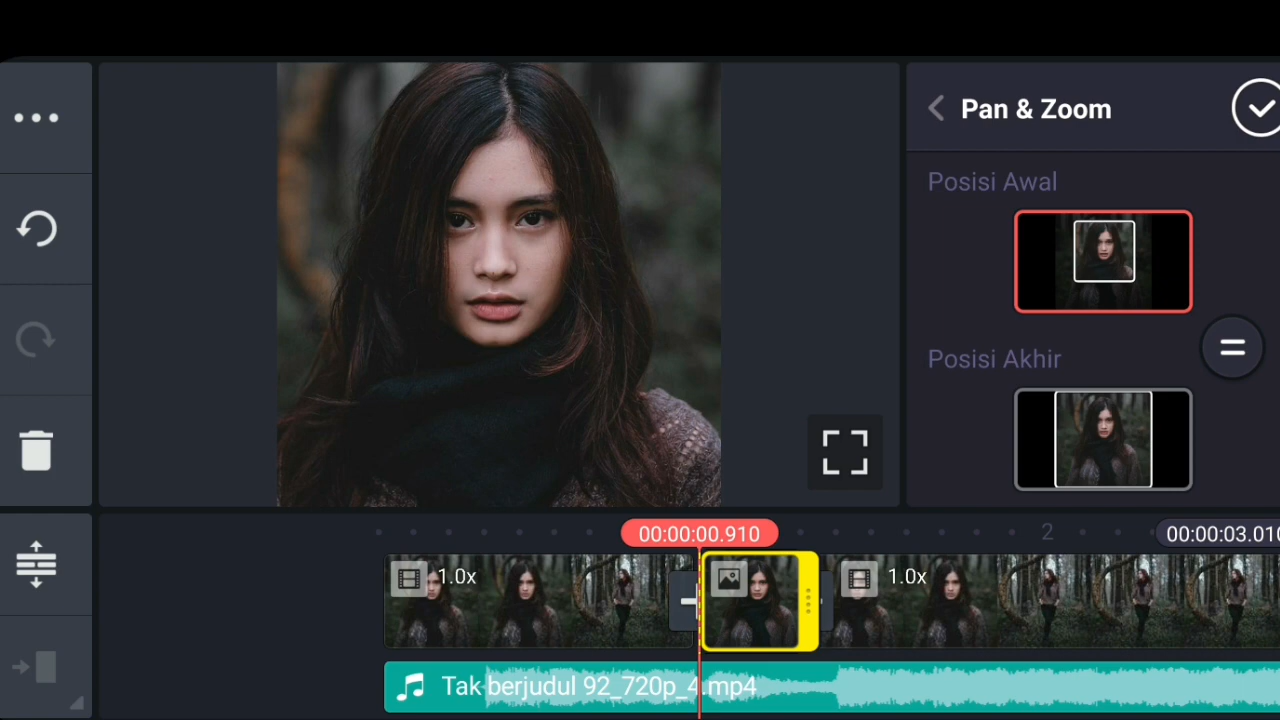 Pan & Zoom
Posisi Awal
Posisi Akhir
00:00:00.910
2
00:00:03.010
1.0x
1.0x
Tak berjudul 92_720p_4.mp4